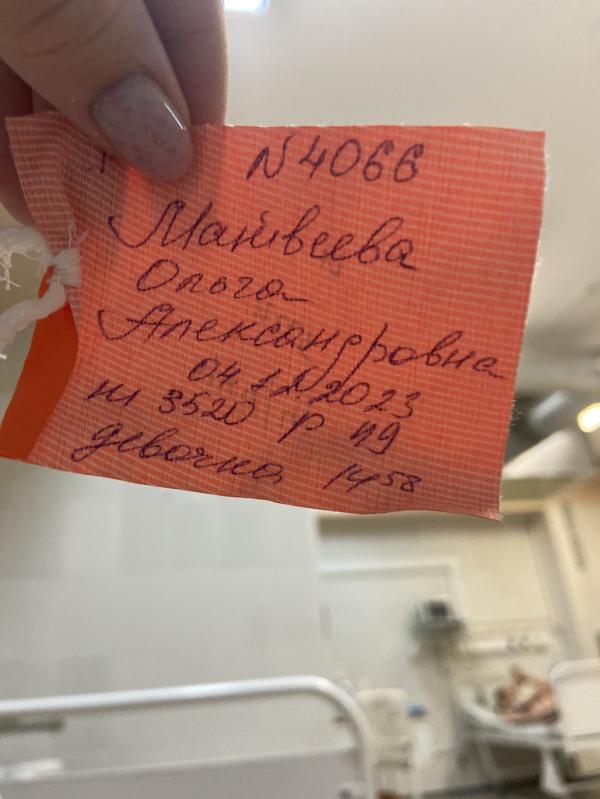 N 4066
Матвеева
Ольга
Александровна
04.12.2023
м 3520 р 49
девочка 14 58